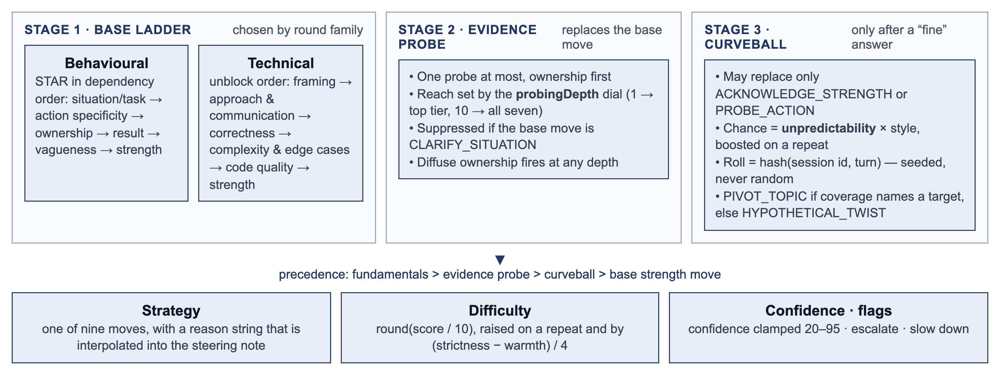 STAGE 1 · BASE LADDER
chosen by round family
Behavioural
STAR in dependency
order: situation/task →
action specificity →
ownership → result →
vagueness → strength
Technical
unblock order: framing →
approach &
communication →
correctness →
complexity & edge cases
→ code quality →
strength
STAGE 2 · EVIDENCE
PROBE
replaces the base
move
• One probe at most, ownership first
• Reach set by the probingDepth dial (1 →
top tier, 10 → all seven)
• Suppressed if the base move is
CLARIFY_SITUATION
• Diffuse ownership fires at any depth
STAGE 3 ·
CURVEBALL
only after a “fine”
answer
• May replace only
ACKNOWLEDGE_STRENGTH or
PROBE_ACTION
• Chance = unpredictability × style,
boosted on a repeat
• Roll = hash(session id, turn) — seeded,
never random
• PIVOT_TOPIC if coverage names a target,
else HYPOTHETICAL_TWIST
▼
precedence: fundamentals > evidence probe > curveball > base strength move
Strategy
one of nine moves, with a reason string that is
interpolated into the steering note
Difficulty
round(score / 10), raised on a repeat and by
(strictness − warmth) / 4
Confidence · flags
confidence clamped 20–95 · escalate · slow down